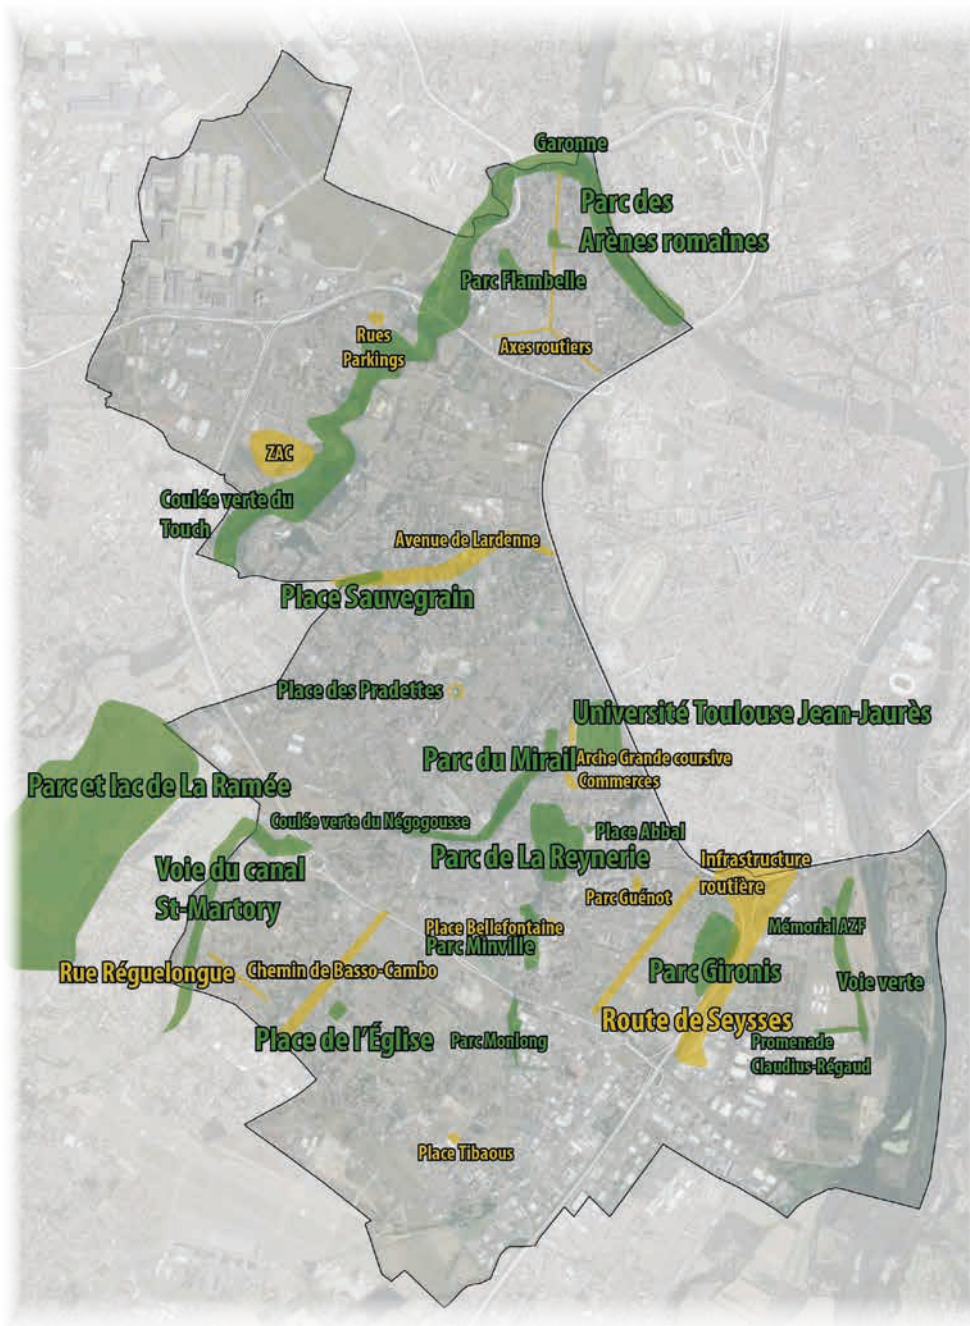 Garonne
Parc des
Arènes romaines
Parc Flambelle
Rues
Parkings
Axes routiers
ZAC
Coulée verte du
Touch
Avenue de Lardenne
Place Sauvegrain
Place des Pradettes
Université Toulouse Jean-Jaurès
Parc du Mirail
Arche Grande coursive
Commerces
Parc et lac de La Ramée
Coulée verte du Négogousse
Place Abbal
Parc de La Reynerie
Infrastructure
routière
Voie du canal
St-Martory
Parc Guénot
Place Bellefontaine
Parc Minville
Mémorial AZF
Rue Réguelongue
Chemin de Basso-Cambo
Parc Gironis
Voie verte
Route de Seysses
Place de l'Église
Parc Monlong
Promenade
Claudius-Régaud
Place Tibaous